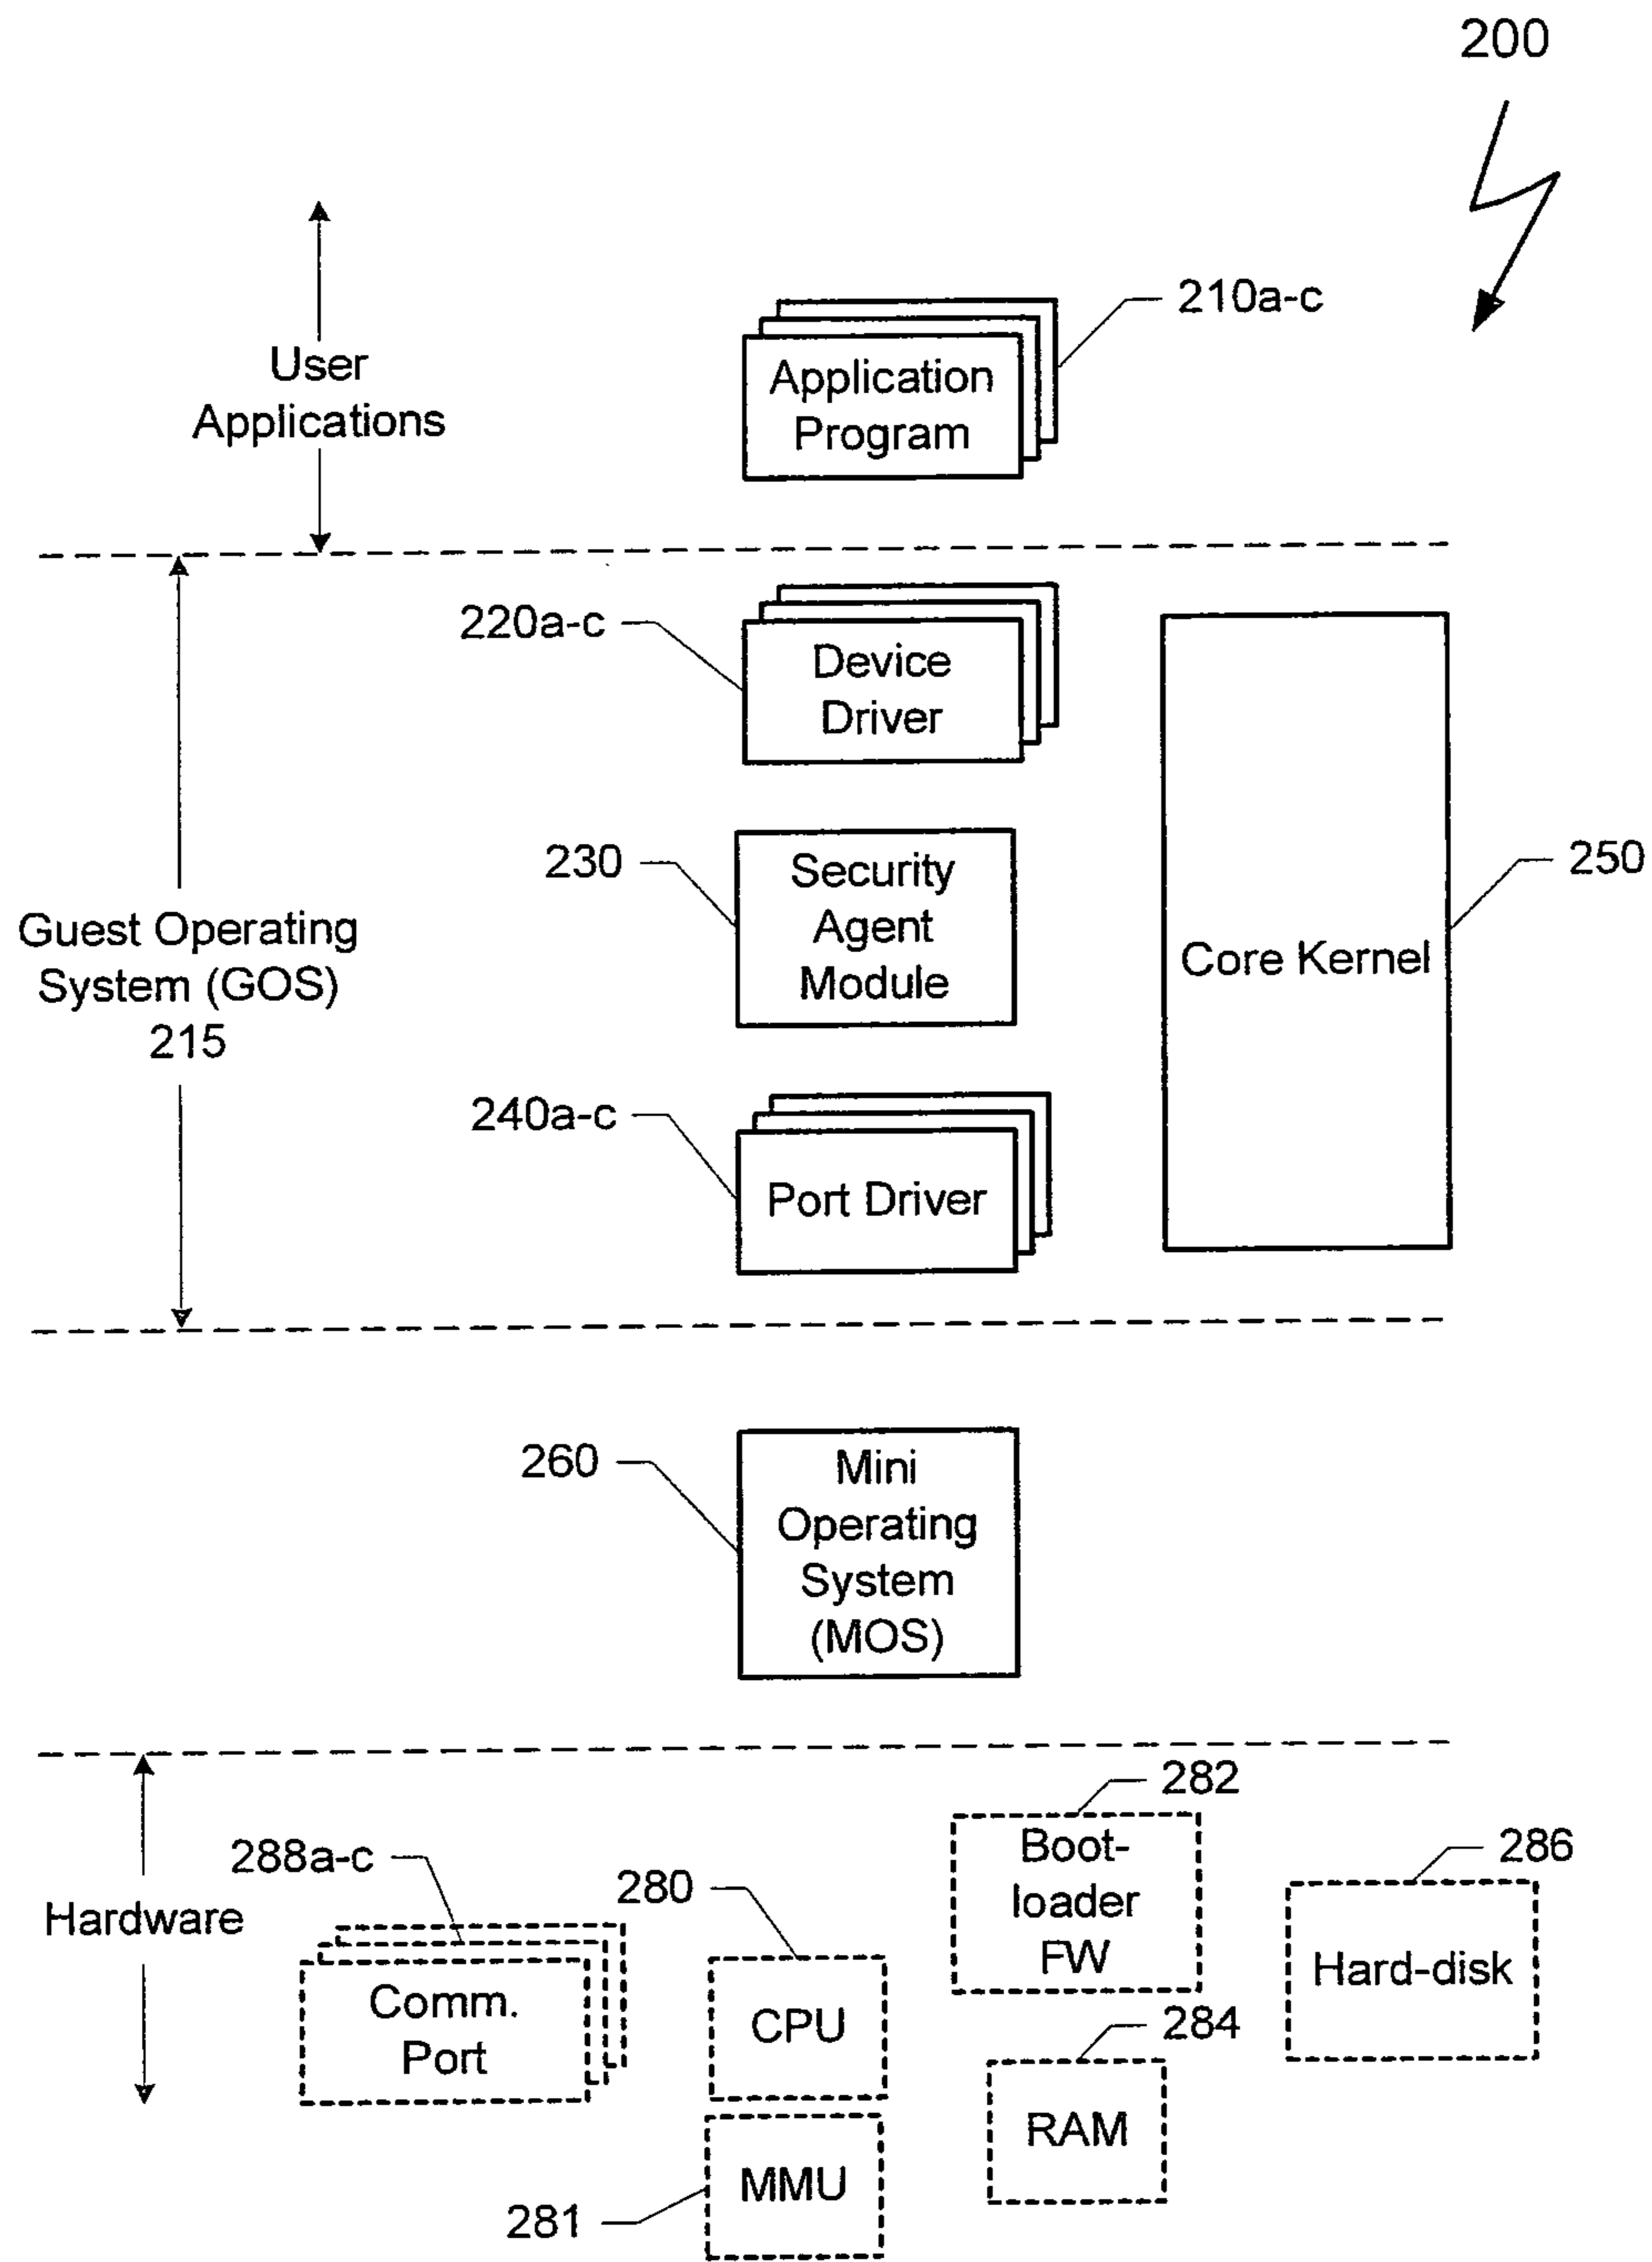 200
210a-c
User
Applications
Application
Program
220a-c
Device
Driver
230
Security
Agent
Module
250
Core Kernel
Guest Operating
System (GOS)
215
240a-c
Port Driver
260
Mini
Operating
System
(MOS)
282
Boot-
loader
FW
286
Hard-disk
288a-c
280
Hardware
Comm.
Port
CPU
284
RAM
MMU
281